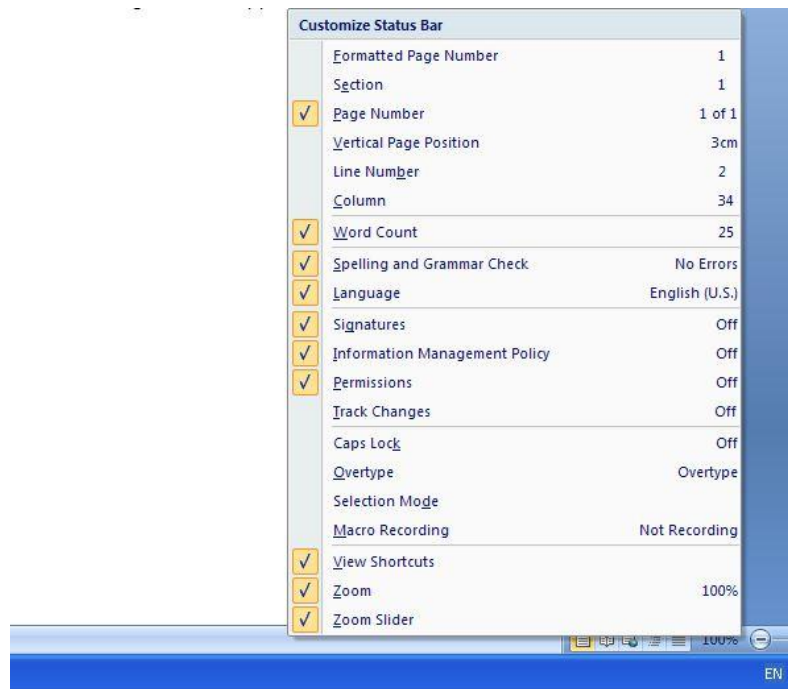 Customize Status Bar
Formatted Page Number 1
Section 1
Page Number 1 of 1
Vertical Page Position 3cm
Line Number 2
Column 34
Word Count 25
Spelling and Grammar Check No Errors
Language English (U.S.)
Signatures Off
Information Management Policy Off
Permissions Off
Track Changes Off
Caps Lock Off
Overtype Overtype
Selection Mode
Macro Recording Not Recording
View Shortcuts
Zoom 100%
Zoom Slider
100%
EN